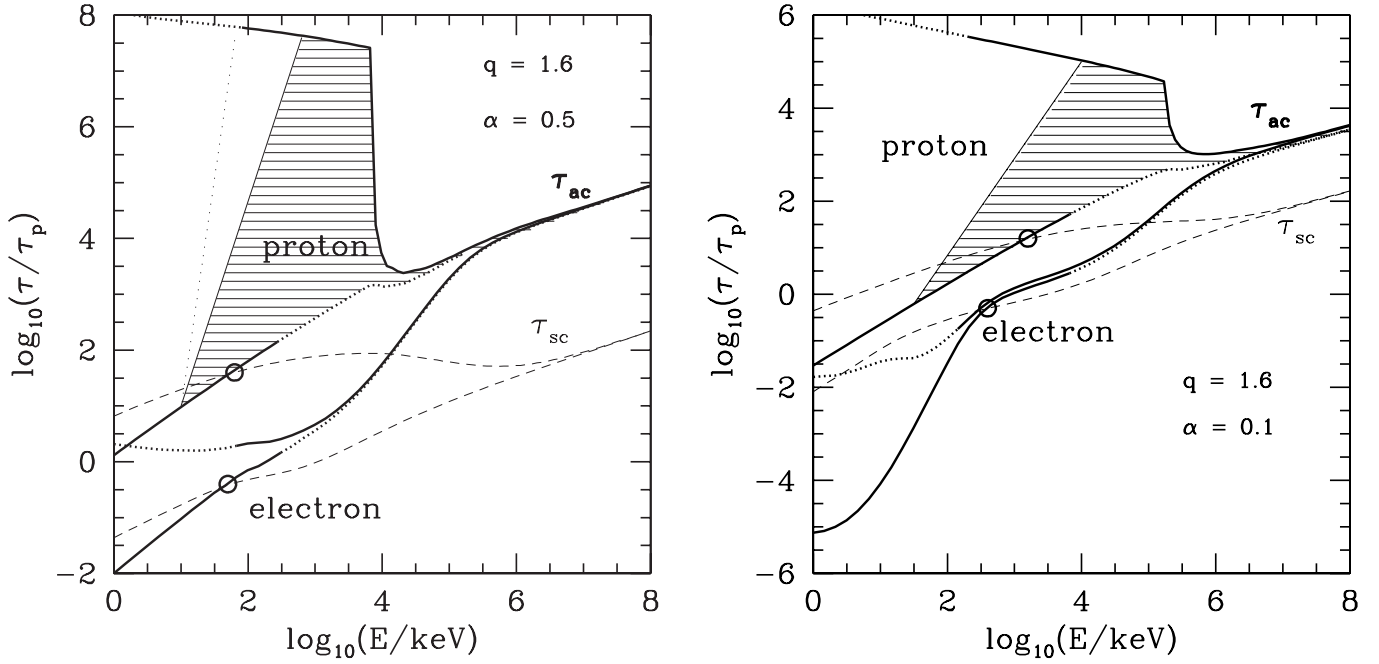 8
6
4
2
0
−2
log₁₀(τ/τₚ)
q = 1.6
α = 0.5
τ_ac
proton
τ_sc
electron
0 2 4 6 8
log₁₀(E/keV)
6
4
2
0
−2
−4
−6
log₁₀(τ/τₚ)
τ_ac
proton
τ_sc
electron
q = 1.6
α = 0.1
0 2 4 6 8
log₁₀(E/keV)